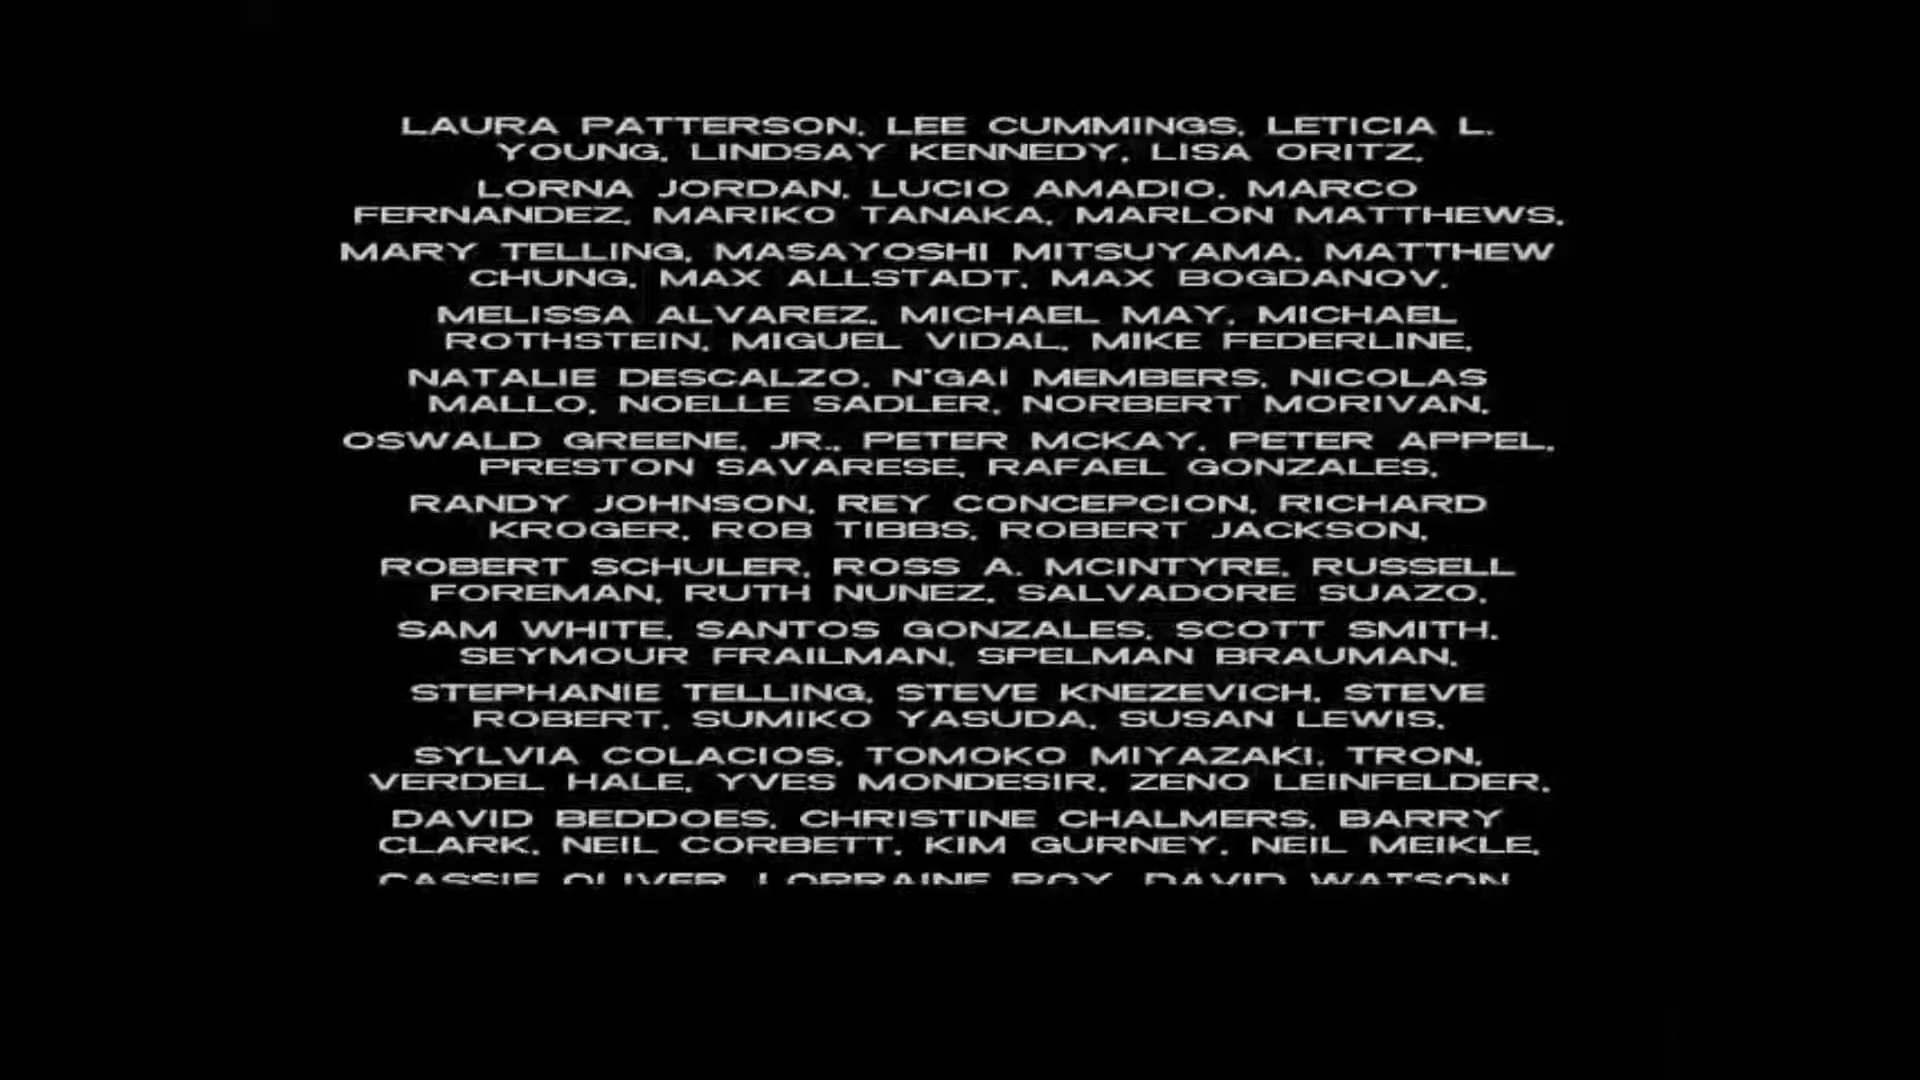 LAURA PATTERSON, LEE CUMMINGS, LETICIA L.
YOUNG, LINDSAY KENNEDY, LISA ORITZ,
LORNA JORDAN, LUCIO AMADIO, MARCO
FERNANDEZ, MARIKO TANAKA, MARLON MATTHEWS,
MARY TELLING, MASAYOSHI MITSUYAMA, MATTHEW
CHUNG, MAX ALLSTADT, MAX BOGDANOV,
MELISSA ALVAREZ, MICHAEL MAY, MICHAEL
ROTHSTEIN, MIGUEL VIDAL, MIKE FEDERLINE,
NATALIE DESCALZO, N'GAI MEMBERS, NICOLAS
MALLO, NOELLE SADLER, NORBERT MORIVAN,
OSWALD GREENE, JR., PETER MCKAY, PETER APPEL,
PRESTON SAVARESE, RAFAEL GONZALES,
RANDY JOHNSON, REY CONCEPCION, RICHARD
KROGER, ROB TIBBS, ROBERT JACKSON,
ROBERT SCHULER, ROSS A. MCINTYRE, RUSSELL
FOREMAN, RUTH NUNEZ, SALVADORE SUAZO,
SAM WHITE, SANTOS GONZALES, SCOTT SMITH,
SEYMOUR FRAILMAN, SPELMAN BRAUMAN,
STEPHANIE TELLING, STEVE KNEZEVICH, STEVE
ROBERT, SUMIKO YASUDA, SUSAN LEWIS,
SYLVIA COLACIOS, TOMOKO MIYAZAKI, TRON,
VERDEL HALE, YVES MONDESIR, ZENO LEINFELDER,
DAVID BEDDOES, CHRISTINE CHALMERS, BARRY
CLARK, NEIL CORBETT, KIM GURNEY, NEIL MEIKLE,
CASSIE OLIVER, LORRAINE ROY, DAVID WATSON